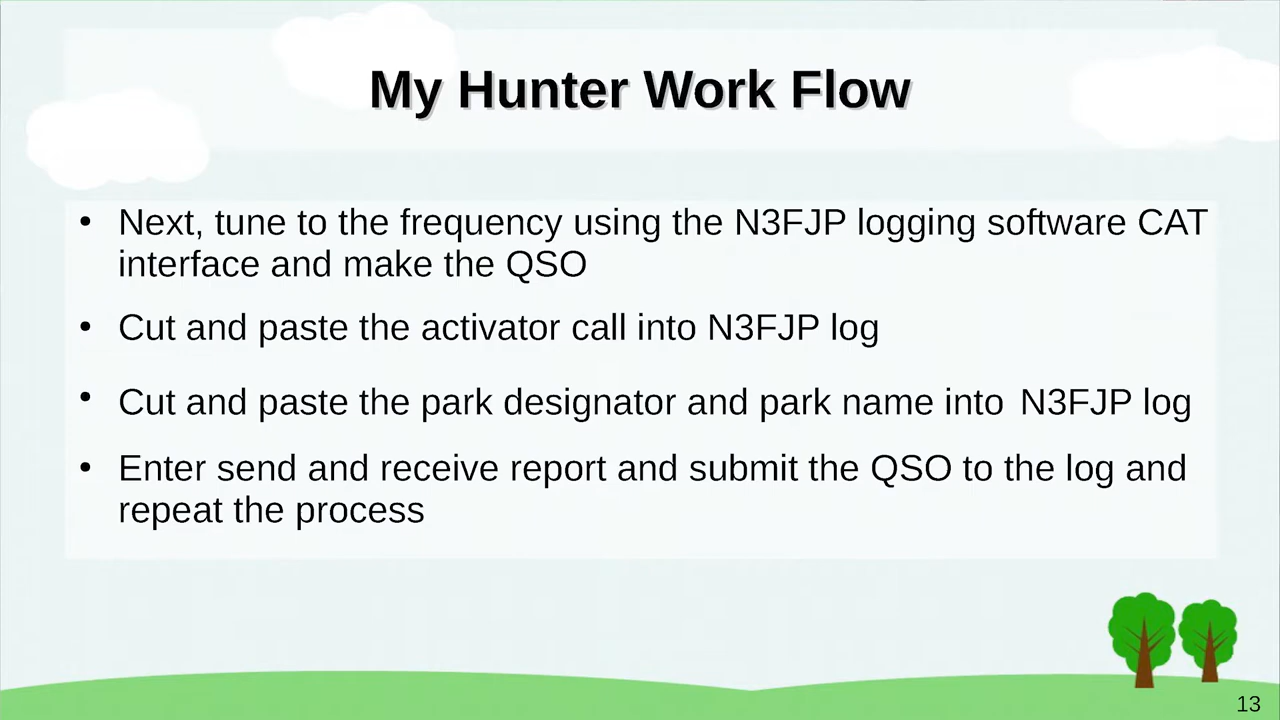 My Hunter Work Flow
• Next, tune to the frequency using the N3FJP logging software CAT
interface and make the QSO
• Cut and paste the activator call into N3FJP log
• Cut and paste the park designator and park name into N3FJP log
• Enter send and receive report and submit the QSO to the log and
repeat the process
13